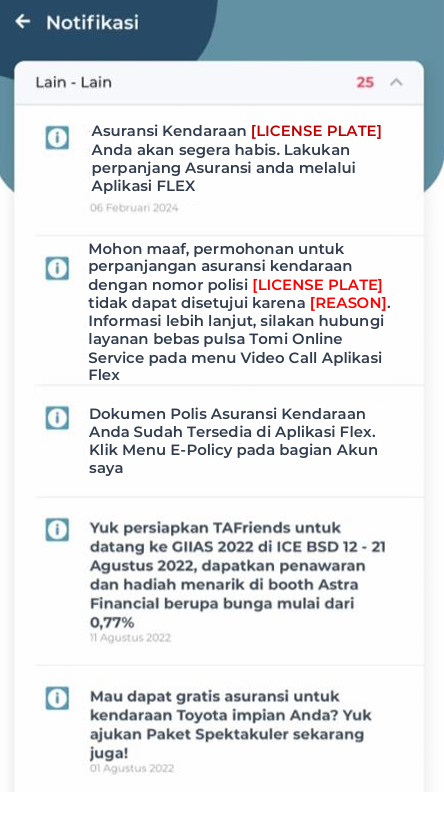 Notifikasi
Lain - Lain 25
Asuransi Kendaraan [LICENSE PLATE]
Anda akan segera habis. Lakukan
perpanjang Asuransi anda melalui
Aplikasi FLEX
06 Februari 2024
Mohon maaf, permohonan untuk
perpanjangan asuransi kendaraan
dengan nomor polisi [LICENSE PLATE]
tidak dapat disetujui karena [REASON].
Informasi lebih lanjut, silakan hubungi
layanan bebas pulsa Tomi Online
Service pada menu Video Call Aplikasi
Flex
Dokumen Polis Asuransi Kendaraan
Anda Sudah Tersedia di Aplikasi Flex.
Klik Menu E-Policy pada bagian Akun
saya
Yuk persiapkan TAFriends untuk
datang ke GIIAS 2022 di ICE BSD 12 - 21
Agustus 2022, dapatkan penawaran
dan hadiah menarik di booth Astra
Financial berupa bunga mulai dari
0,77%
11 Agustus 2022
Mau dapat gratis asuransi untuk
kendaraan Toyota impian Anda? Yuk
ajukan Paket Spektakuler sekarang
juga!
01 Agustus 2022